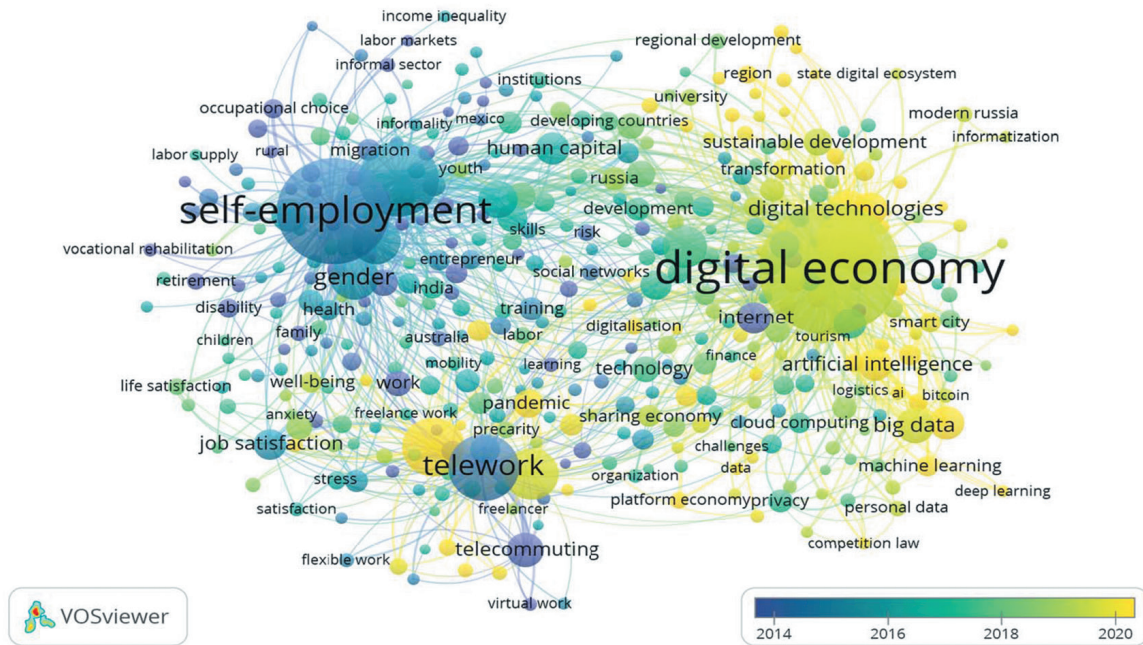 income inequality
labor markets
regional development
informal sector
region
state digital ecosystem
institutions
occupational choice
university
mexico
informality
developing countries
modern russia
labor supply
rural
migration
human capital
sustainable development
informatization
youth
russia
transformation
self-employment
development
digital technologies
skills
risk
vocational rehabilitation
entrepreneur
gender
social networks
digital economy
retirement
india
disability
health
training
internet
smart city
children
family
australia
labor
digitalisation
tourism
mobility
learning
technology
finance
artificial intelligence
life satisfaction
well-being
work
logistics
ai
bitcoin
anxiety
freelance work
pandemic
sharing economy
cloud computing
big data
job satisfaction
precarity
challenges
telework
data
machine learning
stress
organization
deep learning
satisfaction
freelancer
platform economy
privacy
personal data
telecommuting
competition law
flexible work
virtual work
VOSviewer
2014
2016
2018
2020